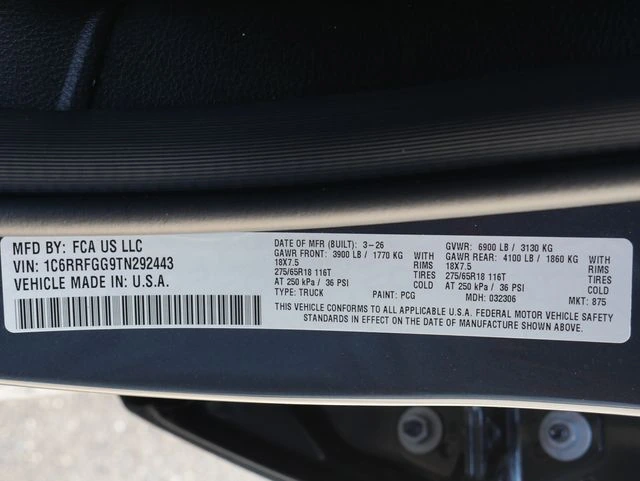 MFD BY: FCA US LLC
VIN: 1C6RRFGG9TN292443
VEHICLE MADE IN: U.S.A.
DATE OF MFR (BUILT): 3-26
GAWR FRONT: 3900 LB / 1770 KG WITH
18X7.5 RIMS
275/65R18 116T TIRES
AT 250 kPa / 36 PSI COLD
TYPE: TRUCK PAINT: PCG
GVWR: 6900 LB / 3130 KG
GAWR REAR: 4100 LB / 1860 KG WITH
18X7.5 RIMS
275/65R18 116T TIRES
AT 250 kPa / 36 PSI COLD
MDH: 032306 MKT: 875
THIS VEHICLE CONFORMS TO ALL APPLICABLE U.S.A. FEDERAL MOTOR VEHICLE SAFETY
STANDARDS IN EFFECT ON THE DATE OF MANUFACTURE SHOWN ABOVE.